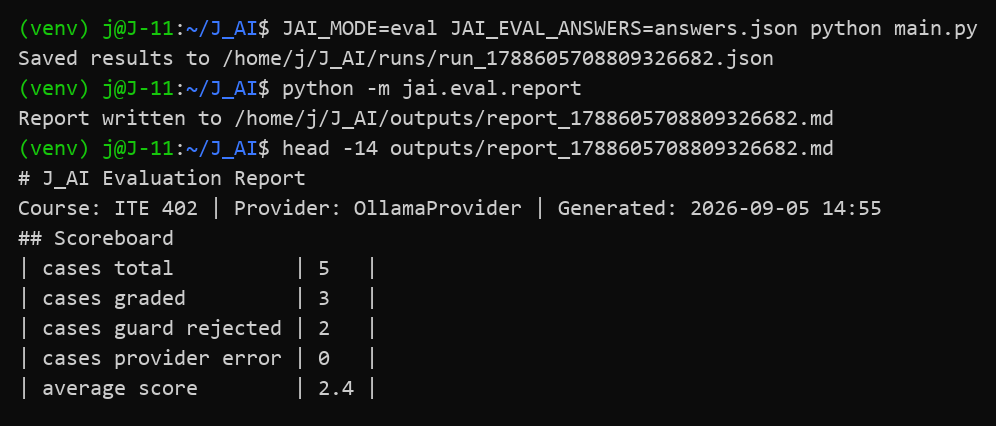 (venv) j@J-11:~/J_AI$ JAI_MODE=eval JAI_EVAL_ANSWERS=answers.json python main.py
Saved results to /home/j/J_AI/runs/run_1788605708809326682.json
(venv) j@J-11:~/J_AI$ python -m jai.eval.report
Report written to /home/j/J_AI/outputs/report_1788605708809326682.md
(venv) j@J-11:~/J_AI$ head -14 outputs/report_1788605708809326682.md
# J_AI Evaluation Report
Course: ITE 402 | Provider: OllamaProvider | Generated: 2026-09-05 14:55
## Scoreboard
| cases total          | 5   |
| cases graded         | 3   |
| cases guard rejected | 2   |
| cases provider error | 0   |
| average score        | 2.4 |